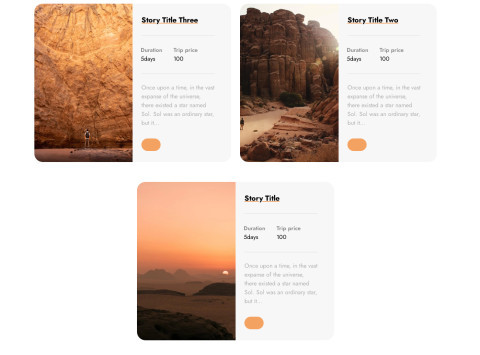 Story Title Three
Duration Trip price
5days 100
Once upon a time, in the vast
expanse of the universe,
there existed a star named
Sol. Sol was an ordinary star,
but it...
Story Title Two
Duration Trip price
5days 100
Once upon a time, in the vast
expanse of the universe,
there existed a star named
Sol. Sol was an ordinary star,
but it...
Story Title
Duration Trip price
5days 100
Once upon a time, in the vast
expanse of the universe,
there existed a star named
Sol. Sol was an ordinary star,
but it...